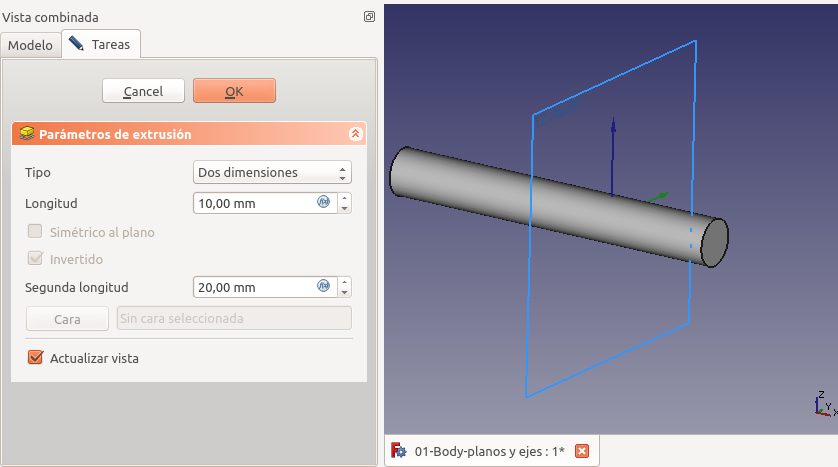 Vista combinada
Modelo
Tareas
Cancel
OK
Parámetros de extrusión
Tipo
Dos dimensiones
Longitud
10,00 mm
f(x)
Simétrico al plano
Invertido
Segunda longitud
20,00 mm
f(x)
Cara
Sin cara seleccionada
Actualizar vista
Z
Y
X
01-Body-planos y ejes : 1*